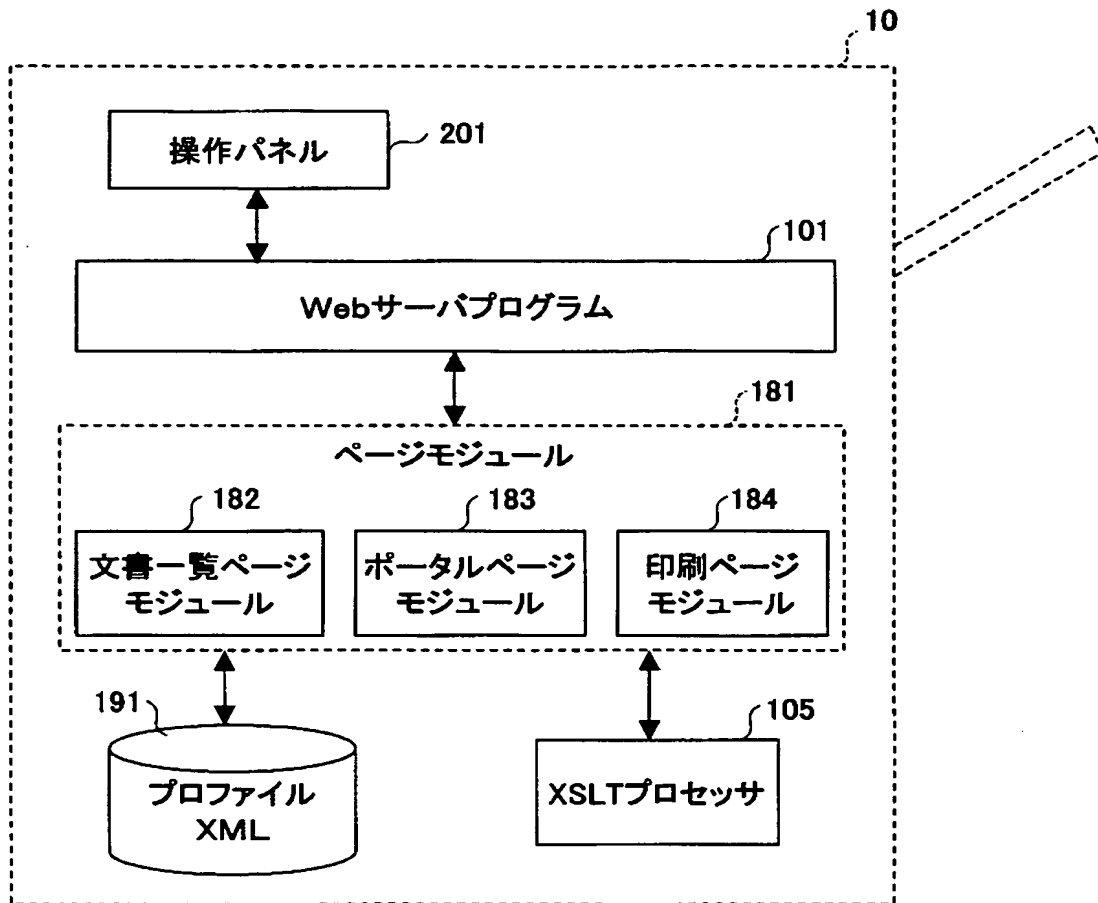 10
操作パネル
201
101
Webサーバプログラム
181
ページモジュール
182
183
184
文書一覧ページ
モジュール
ポータルページ
モジュール
印刷ページ
モジュール
191
105
プロファイル
XML
XSLTプロセッサ